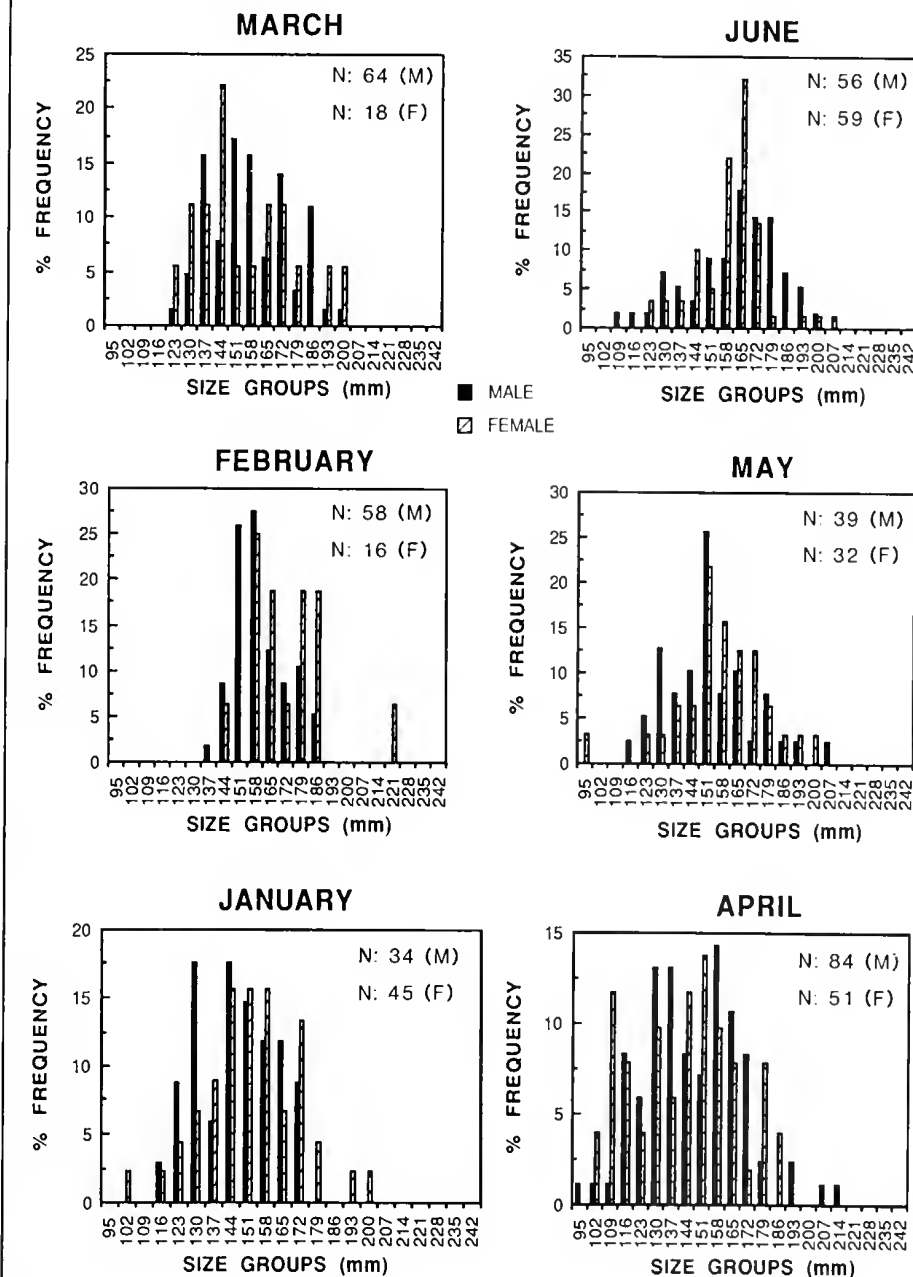 MARCH
25
20
15
10
5
0
% FREQUENCY
N: 64 (M)
N: 18 (F)
95 102 109 116 123 130 137 144 151 158 165 172 179 186 193 200 207 214 221 228 235 242
SIZE GROUPS (mm)
JUNE
35
30
25
20
15
10
5
0
% FREQUENCY
N: 56 (M)
N: 59 (F)
95 102 109 116 123 130 137 144 151 158 165 172 179 186 193 200 207 214 221 228 235 242
SIZE GROUPS (mm)
MALE
FEMALE
FEBRUARY
30
25
20
15
10
5
0
% FREQUENCY
N: 58 (M)
N: 16 (F)
95 102 109 116 123 130 137 144 151 158 165 172 179 186 193 200 207 214 221 228 235 242
SIZE GROUPS (mm)
MAY
30
25
20
15
10
5
0
% FREQUENCY
N: 39 (M)
N: 32 (F)
95 102 109 116 123 130 137 144 151 158 165 172 179 186 193 200 207 214 221 228 235 242
SIZE GROUPS (mm)
JANUARY
20
15
10
5
0
% FREQUENCY
N: 34 (M)
N: 45 (F)
95 102 109 116 123 130 137 144 151 158 165 172 179 193 200 207 214 221 228 235 242
SIZE GROUPS (mm)
APRIL
15
10
5
0
% FREQUENCY
N: 84 (M)
N: 51 (F)
95 102 109 116 123 130 137 144 151 158 165 172 179 186 193 207 214 221 228 235 242
SIZE GROUPS (mm)